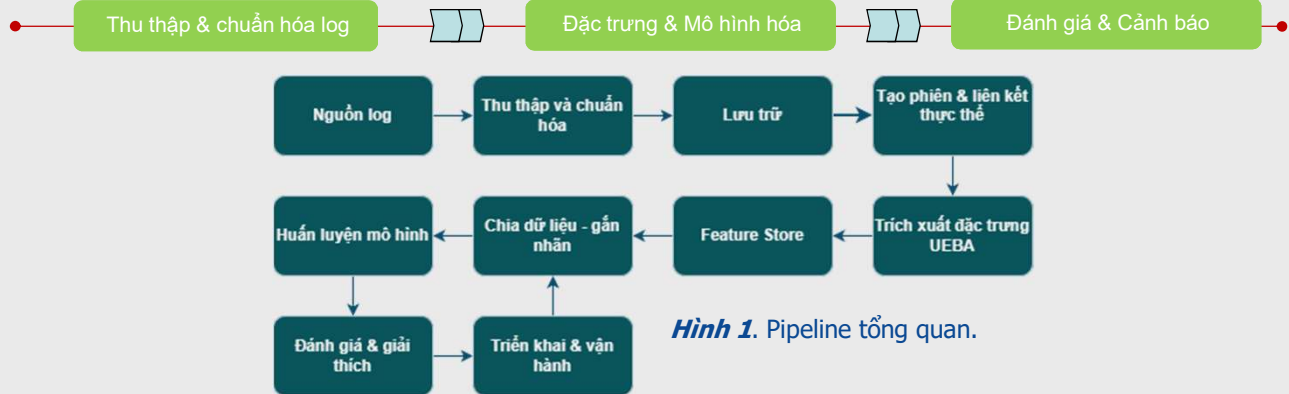 Thu thập & chuẩn hóa log
Đặc trưng & Mô hình hóa
Đánh giá & Cảnh báo
Nguồn log
Thu thập và chuẩn
hóa
Lưu trữ
Tạo phiên & liên kết
thực thể
Huấn luyện mô hình
Chia dữ liệu - gắn
nhãn
Feature Store
Trích xuất đặc trưng
UEBA
Đánh giá & giải
thích
Triển khai & vận
hành
Hình 1. Pipeline tổng quan.